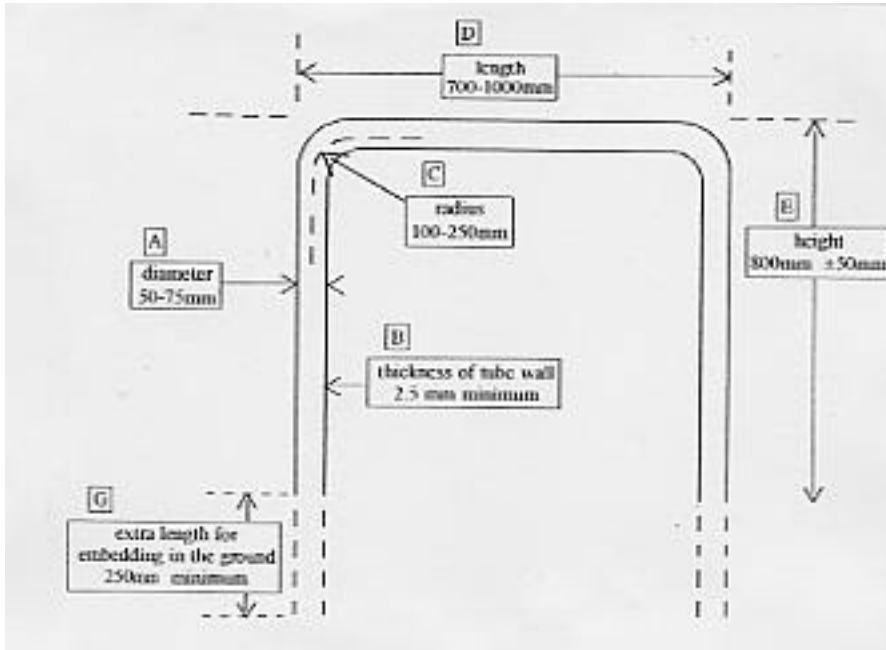 D
length
700-1000mm
C
radius
100-250mm
E
height
800mm ±50mm
A
diameter
50-75mm
B
thickness of tube wall
2.5 mm minimum
G
extra length for
embedding in the ground
250mm minimum